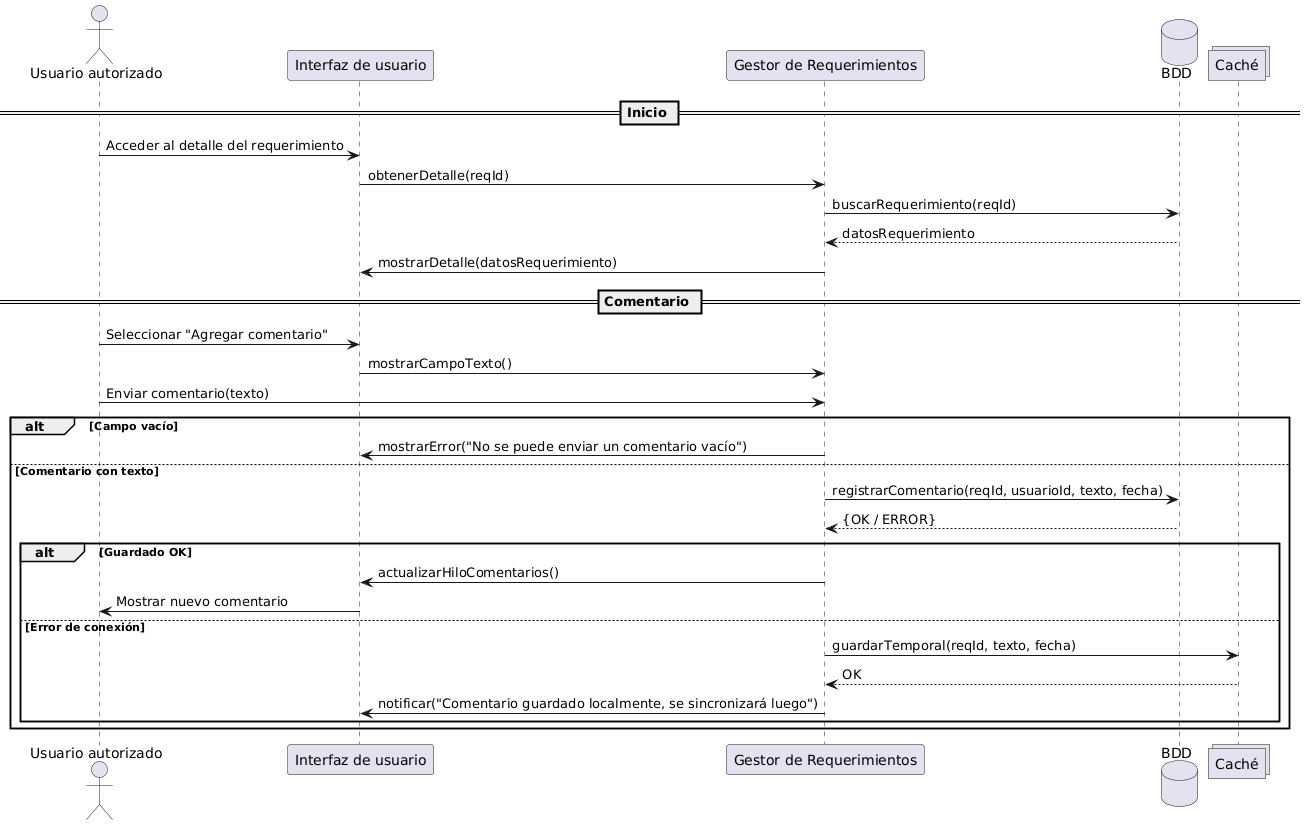 Usuario autorizado
Interfaz de usuario
Gestor de Requerimientos
BDD
Caché
Inicio
Acceder al detalle del requerimiento
obtenerDetalle(reqId)
buscarRequerimiento(reqId)
datosRequerimiento
mostrarDetalle(datosRequerimiento)
Comentario
Seleccionar "Agregar comentario"
mostrarCampoTexto()
Enviar comentario(texto)
alt [Campo vacío]
mostrarError("No se puede enviar un comentario vacío")
[Comentario con texto]
registrarComentario(reqId, usuarioId, texto, fecha)
{OK / ERROR}
alt [Guardado OK]
actualizarHiloComentarios()
Mostrar nuevo comentario
[Error de conexión]
guardarTemporal(reqId, texto, fecha)
OK
notificar("Comentario guardado localmente, se sincronizará luego")
Usuario autorizado
Interfaz de usuario
Gestor de Requerimientos
BDD
Caché